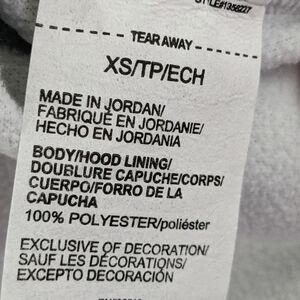 TEAR AWAY
XS/TP/ECH
MADE IN JORDAN/
FABRIQUÉ EN JORDANIE/
HECHO EN JORDANIA
BODY/HOOD LINING/
DOUBLURE CAPUCHE/CORPS/
CUERPO/FORRO DE LA
CAPUCHA
100% POLYESTER/poliéster
EXCLUSIVE OF DECORATION/
SAUF LES DÉCORATIONS/
EXCEPTO DECORACIÓN